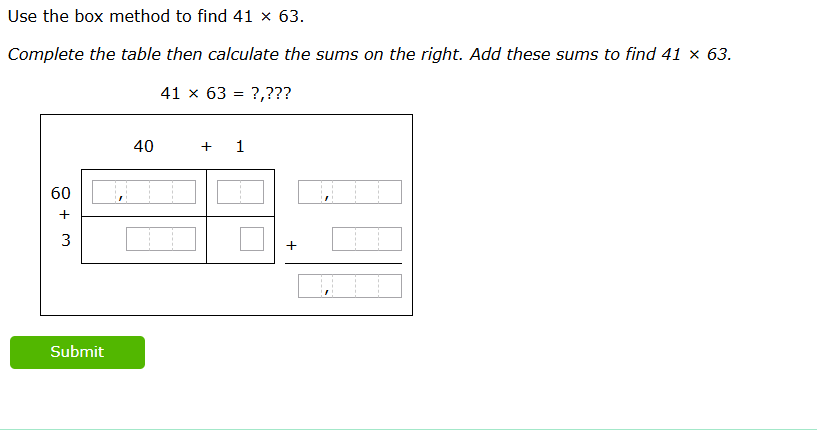 Use the box method to find 41 × 63.
Complete the table then calculate the sums on the right. Add these sums to find 41 × 63.
41 × 63 = ?,???
40 + 1
60 , ,
+
3 +
,
Submit